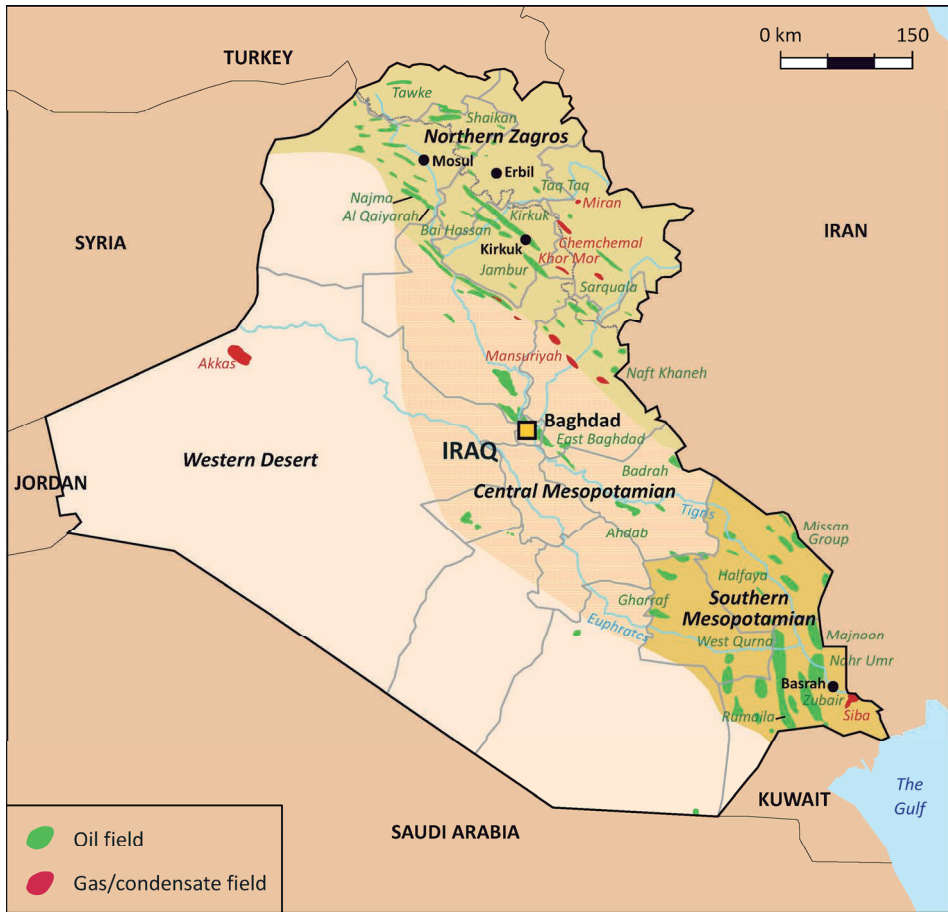 0 km 150
TURKEY
Tawke
Shaikan
Northern Zagros
Mosul
Erbil
Taq Taq
Najma
Miran
Al Qaiyarah
Kirkuk
Bai Hassan
SYRIA
IRAN
Kirkuk
Chemchemal
Khor Mor
Jambur
Sarquala
Akkas
Mansuriyah
Naft Khaneh
Baghdad
East Baghdad
IRAQ
Western Desert
Badrah
JORDAN
Central Mesopotamian
Tigris
Ahdab
Missan
Group
Halfaya
Southern
Mesopotamian
Gharraf
Euphrates
West Qurna
Majnoon
Nahr Umr
Basrah
Zubair
Rumaila
Siba
KUWAIT
The
Gulf
SAUDI ARABIA
Oil field
Gas/condensate field